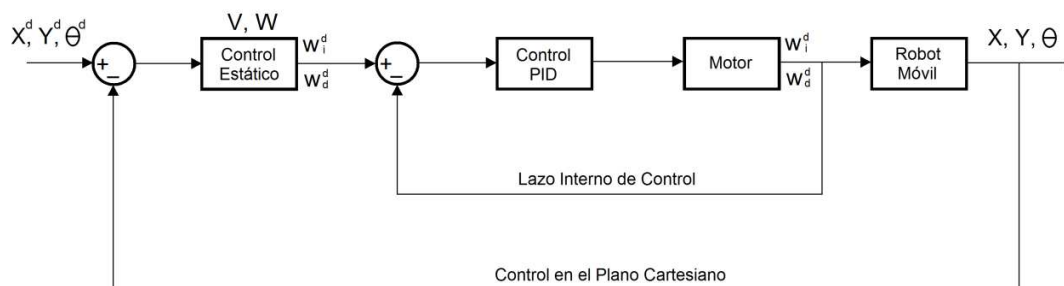 X^d, Y^d, θ^d
+
−
V, W
Control
Estático
w_i^d
w_d^d
+
−
Control
PID
Motor
w_i^d
w_d^d
Robot
Móvil
X, Y, θ
Lazo Interno de Control
Control en el Plano Cartesiano